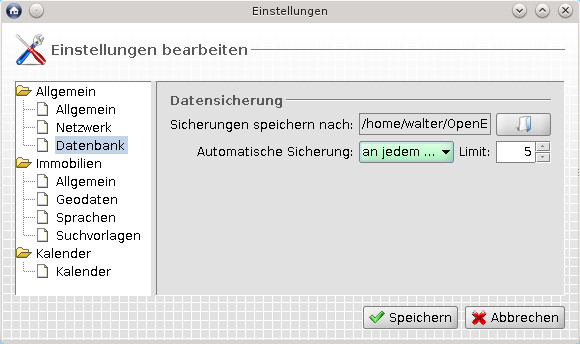 Einstellungen
Einstellungen bearbeiten
Allgemein
Allgemein
Netzwerk
Datenbank
Immobilien
Allgemein
Geodaten
Sprachen
Suchvorlagen
Kalender
Kalender
Datensicherung
Sicherungen speichern nach: /home/walter/OpenE
Automatische Sicherung: an jedem ... Limit: 5
Speichern Abbrechen